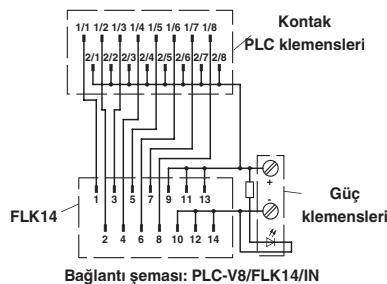 Kontak
PLC klemensleri
1/1 1/2 1/3 1/4 1/5 1/6 1/7 1/8
2/1 2/2 2/3 2/4 2/5 2/6 2/7 2/8
+
-
Güç
klemensleri
FLK14
1 3 5 7 9 11 13
2 4 6 8 10 12 14
Bağlantı şeması: PLC-V8/FLK14/IN